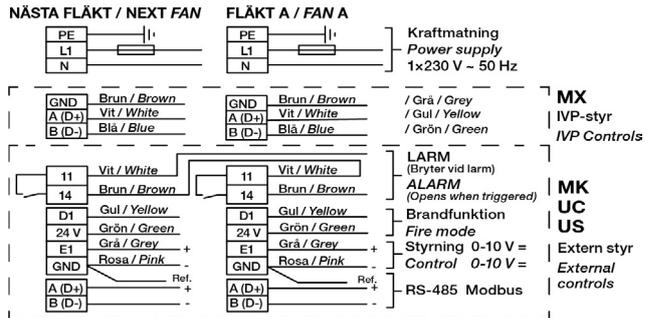 NÄSTA FLÄKT / NEXT FAN FLÄKT A / FAN A
PE PE Kraftmatning
L1 L1 Power supply
N N 1x230 V ~ 50 Hz
GND Brun / Brown GND Brun / Brown / Grå / Grey MX
A (D+) Vit / White A (D+) Vit / White / Gul / Yellow IVP-styr
B (D-) Blå / Blue B (D-) Blå / Blue / Grön / Green IVP Controls
11 Vit / White 11 Vit / White LARM
(Bryter vid larm)
14 Brun / Brown 14 Brun / Brown ALARM
(Opens when triggered)
MK
UC
US
D1 Gul / Yellow D1 Gul / Yellow Brandfunktion
24 V Grön / Green 24 V Grön / Green Fire mode
E1 Grå / Grey + E1 Grå / Grey + Styrning 0-10 V = Extern styr
GND Rosa / Pink - GND Rosa / Pink - Control 0-10 V = External
controls
Ref. Ref.
A (D+) + A (D+) + RS-485 Modbus
B (D-) - B (D-) -